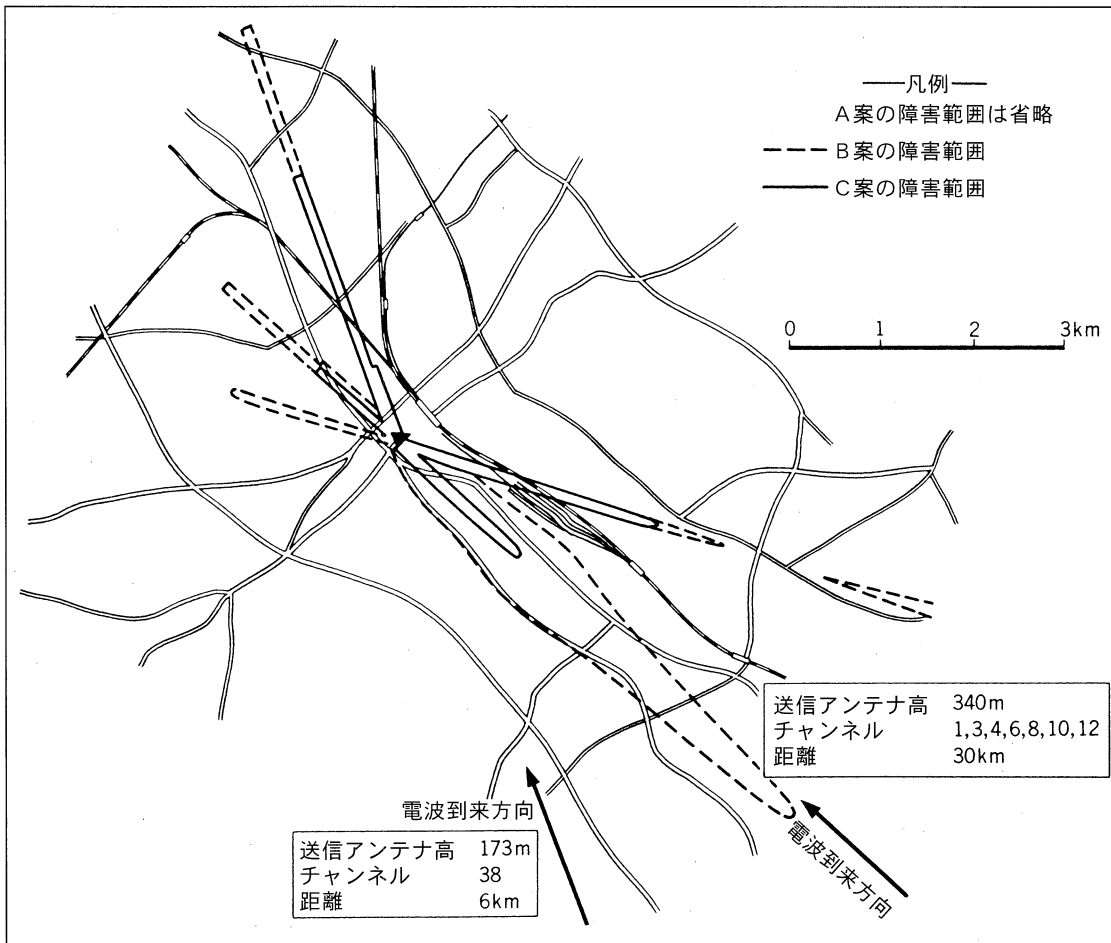 凡例
A案の障害範囲は省略
B案の障害範囲
C案の障害範囲
0 1 2 3km
送信アンテナ高 340m
チャンネル 1,3,4,6,8,10,12
距離 30km
電波到来方向
電波到来方向
送信アンテナ高 173m
チャンネル 38
距離 6km